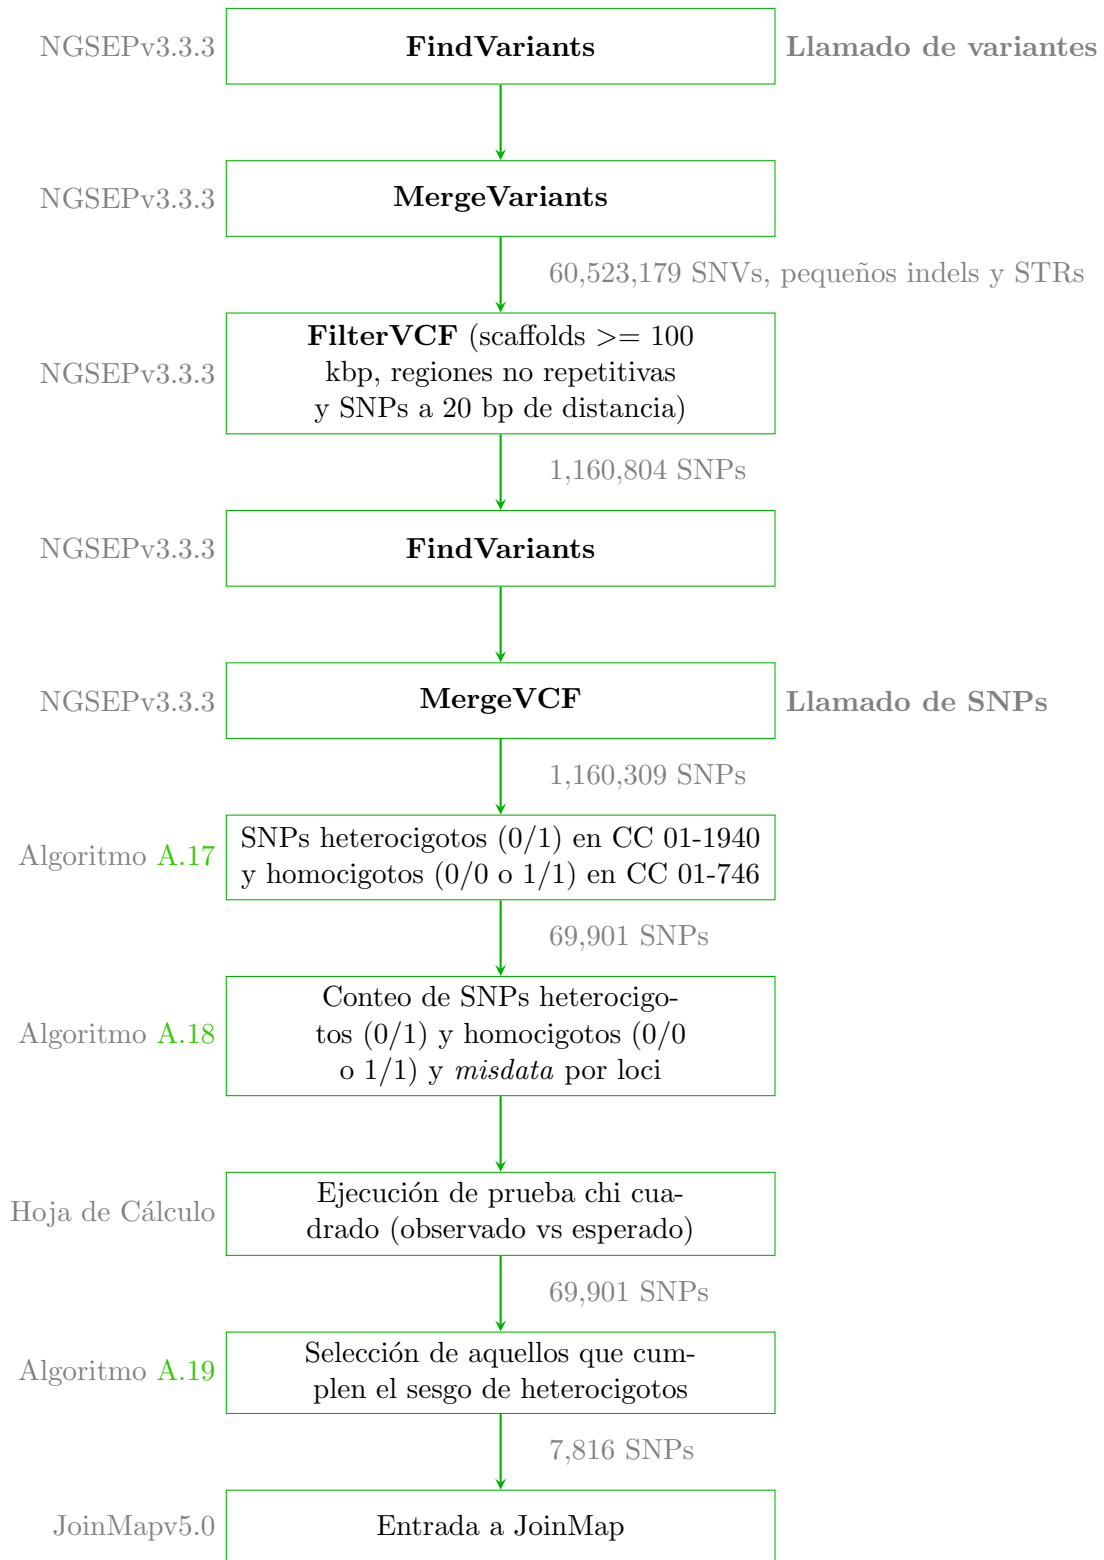 NGSEPv3.3.3 FindVariants Llamado de variantes
NGSEPv3.3.3 MergeVariants
60,523,179 SNVs, pequeños indels y STRs
FilterVCF (scaffolds >= 100
NGSEPv3.3.3 kbp, regiones no repetitivas
y SNPs a 20 bp de distancia)
1,160,804 SNPs
NGSEPv3.3.3 FindVariants
NGSEPv3.3.3 MergeVCF Llamado de SNPs
1,160,309 SNPs
Algoritmo A.17
SNPs heterocigotos (0/1) en CC 01-1940
y homocigotos (0/0 o 1/1) en CC 01-746
69,901 SNPs
Conteo de SNPs heterocigo-
Algoritmo A.18 tos (0/1) y homocigotos (0/0
o 1/1) y misdata por loci
Hoja de Cálculo
Ejecución de prueba chi cua-
drado (observado vs esperado)
69,901 SNPs
Algoritmo A.19
Selección de aquellos que cum-
plen el sesgo de heterocigotos
7,816 SNPs
JoinMapv5.0 Entrada a JoinMap